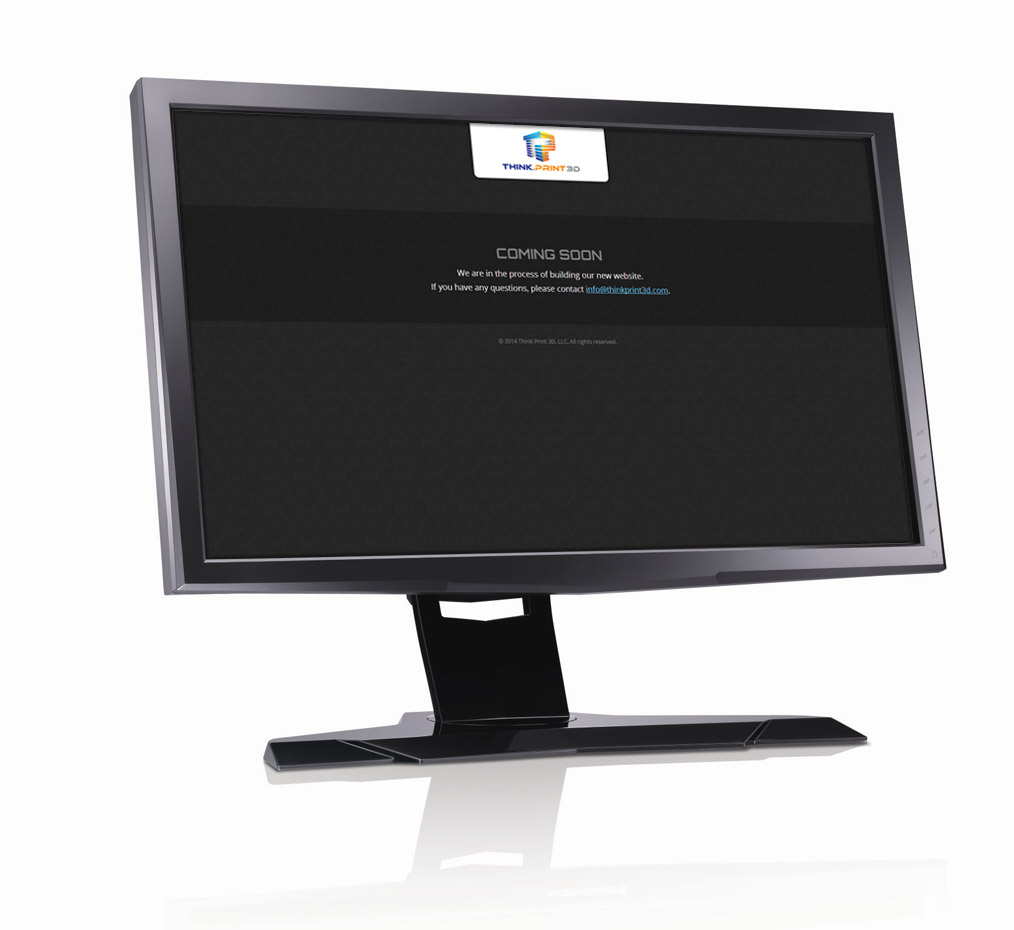 THINK.PRINT3D
COMING SOON
We are in the process of building our new website.
If you have any questions, please contact info@thinkprint3d.com.
© 2014 Think Print 3D, LLC. All rights reserved.